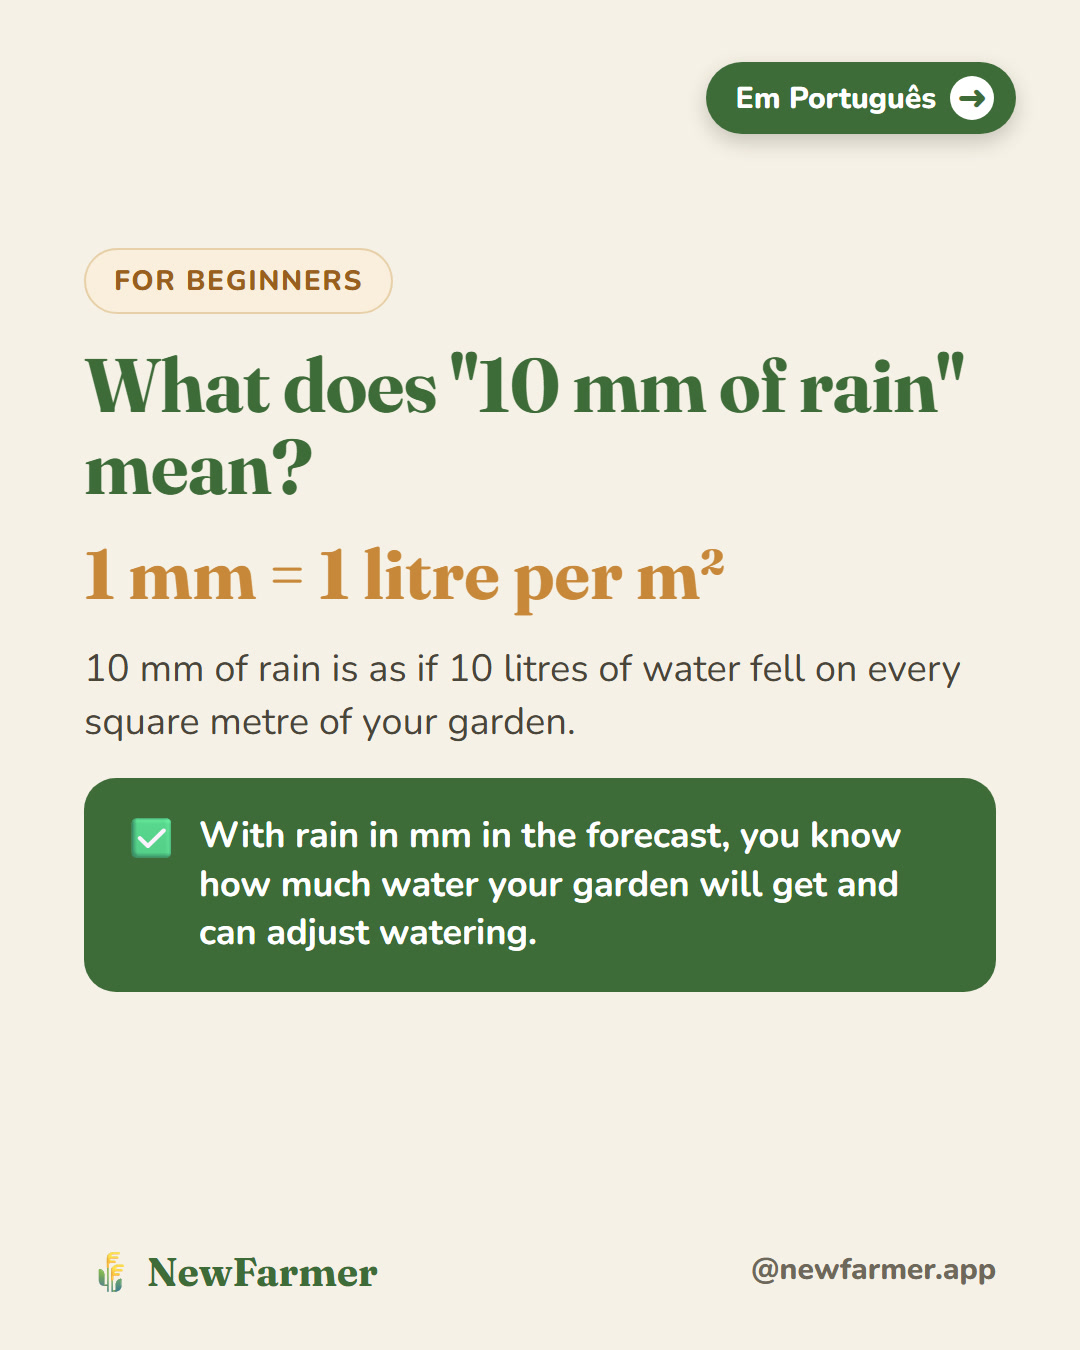 Em Português
FOR BEGINNERS
What does "10 mm of rain"
mean?
1 mm = 1 litre per m²
10 mm of rain is as if 10 litres of water fell on every
square metre of your garden.
With rain in mm in the forecast, you know
how much water your garden will get and
can adjust watering.
NewFarmer
@newfarmer.app